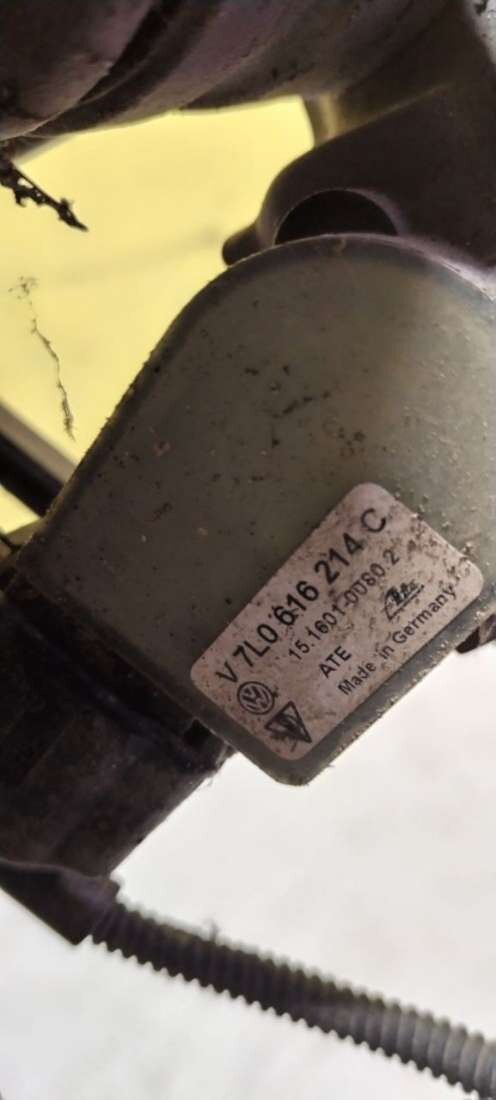 V 7L0 616 214 C
15.1601-0080.2
ATE
Made in Germany